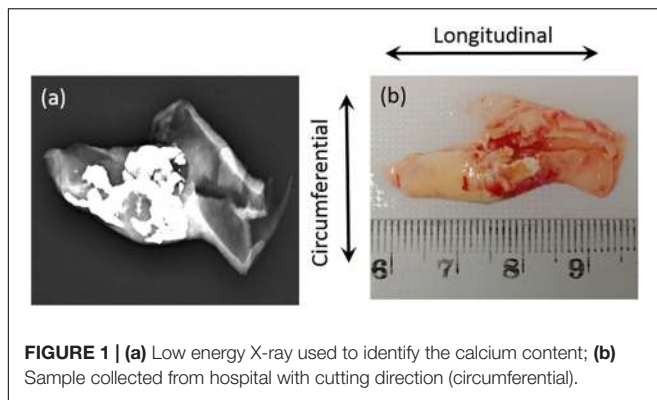 Longitudinal
(a)
Circumferential
(b)
6 7 8 9
FIGURE 1 | (a) Low energy X-ray used to identify the calcium content; (b)
Sample collected from hospital with cutting direction (circumferential).